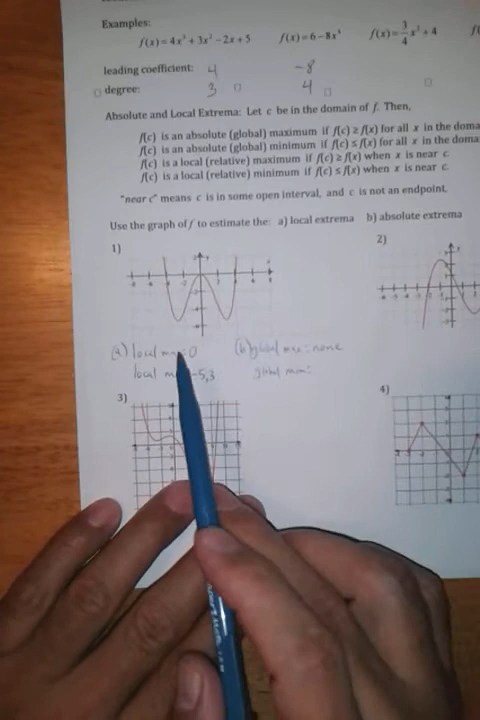 Examples:
f(x)=4x³+3x²-2x+5 f(x)=6-8x⁴ f(x)=3/4x²+4
leading coefficient: 4 -8
degree: 3 4
Absolute and Local Extrema: Let c be in the domain of f. Then,
f(c) is an absolute (global) maximum if f(c) ≥ f(x) for all x in the doma
f(c) is an absolute (global) minimum if f(c) ≤ f(x) for all x in the doma
f(c) is a local (relative) maximum if f(c) ≥ f(x) when x is near c.
f(c) is a local (relative) minimum if f(c) ≤ f(x) when x is near c.
"near c" means c is in some open interval, and c is not an endpoint.
Use the graph of f to estimate the: a) local extrema b) absolute extrema
1) 2)
(a) local 0 (b) global max: none
local 5,3 global min:
3) 4)